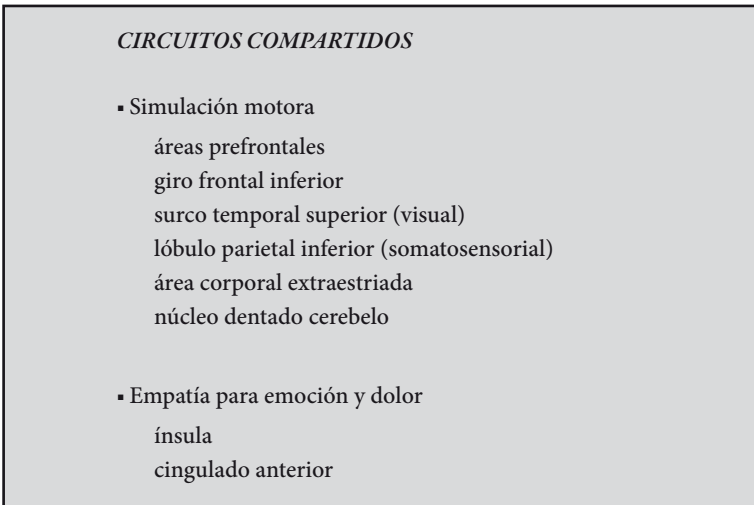 CIRCUITOS COMPARTIDOS
▪ Simulación motora
áreas prefrontales
giro frontal inferior
surco temporal superior (visual)
lóbulo parietal inferior (somatosensorial)
área corporal extraestriada
núcleo dentado cerebelo
▪ Empatía para emoción y dolor
ínsula
cingulado anterior